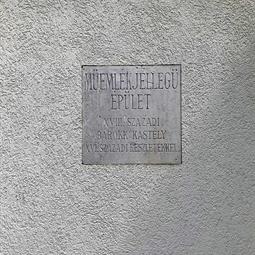 MŰEMLÉKJELLEGŰ
ÉPÜLET
XVIII. SZÁZADI
BAROKK KASTÉLY
XVI. SZÁZADI RÉSZLETEKKEL